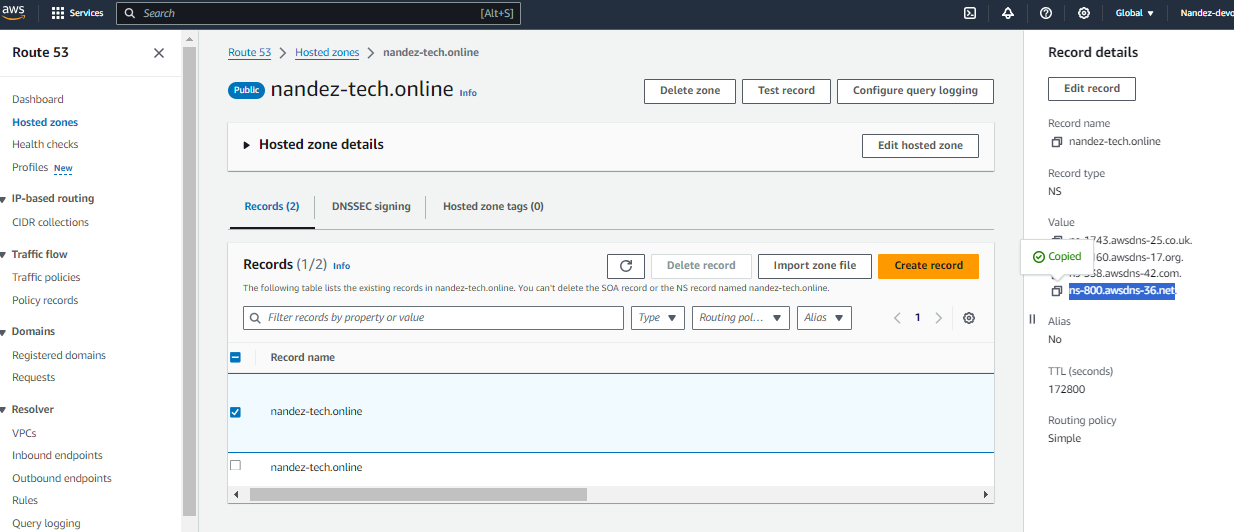 aws
Services
Search
[Alt+S]
Global
Nandez-devo
Route 53
Dashboard
Hosted zones
Health checks
Profiles New
IP-based routing
CIDR collections
Traffic flow
Traffic policies
Policy records
Domains
Registered domains
Requests
Resolver
VPCs
Inbound endpoints
Outbound endpoints
Rules
Query logging
Route 53
Hosted zones
nandez-tech.online
Public
nandez-tech.online Info
Delete zone
Test record
Configure query logging
Hosted zone details
Edit hosted zone
Records (2)
DNSSEC signing
Hosted zone tags (0)
Records (1/2) Info
Delete record
Import zone file
Create record
The following table lists the existing records in nandez-tech.online. You can't delete the SOA record or the NS record named nandez-tech.online.
Filter records by property or value
Type
Routing pol...
Alias
1
Record name
nandez-tech.online
nandez-tech.online
Record details
Edit record
Record name
nandez-tech.online
Record type
NS
Value
1743.awsdns-25.co.uk.
60.awsdns-17.org.
awsdns-42.com.
ns-800.awsdns-36.net.
Copied
Alias
No
TTL (seconds)
172800
Routing policy
Simple